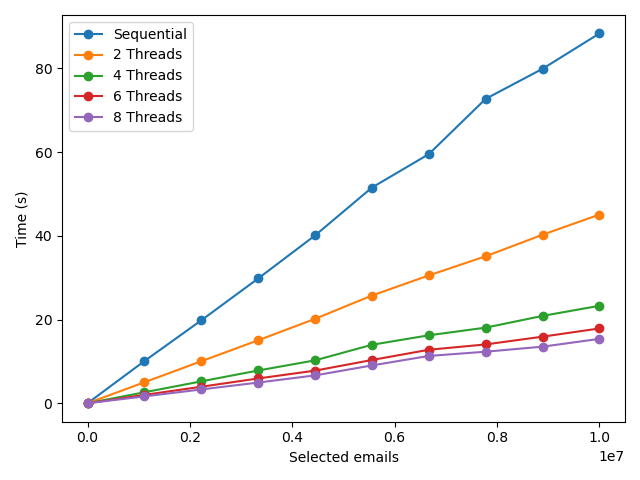 Sequential
2 Threads
4 Threads
6 Threads
8 Threads
80
60
40
20
0
Time (s)
0.0 0.2 0.4 0.6 0.8 1.0
1e7
Selected emails